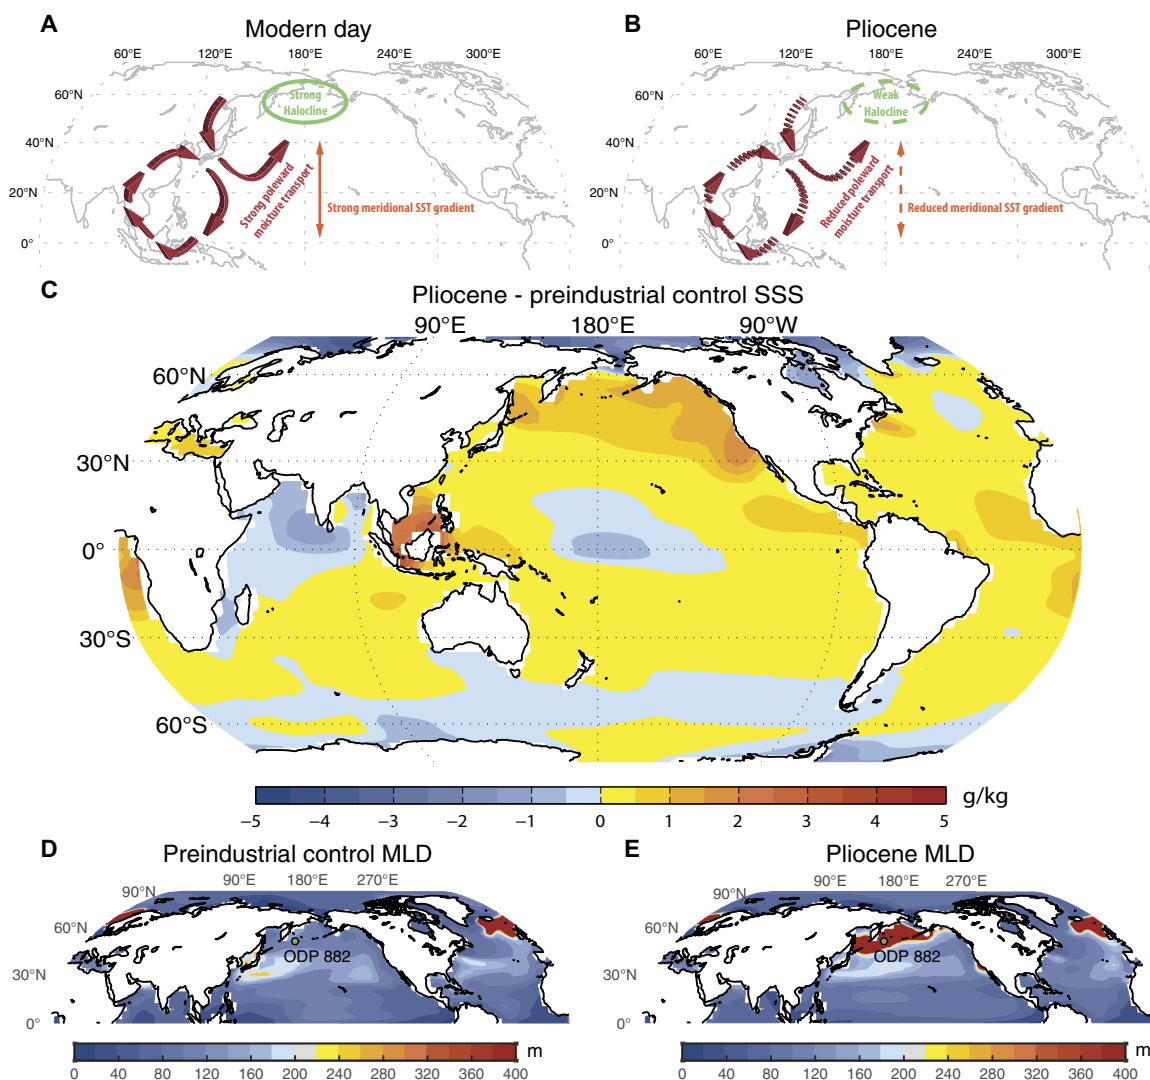 A
Modern day
60°E
120°E
180°E
240°E
300°E
60°N
40°N
20°N
0°
Strong
Halocline
Strong poleward
moisture transport
Strong meridional SST gradient
B
Pliocene
60°E
120°E
180°E
240°E
300°E
60°N
40°N
20°N
0°
Weak
Halocline
Reduced poleward
moisture transport
Reduced meridional SST gradient
C
Pliocene - preindustrial control SSS
90°E
180°E
90°W
60°N
30°N
0°
30°S
60°S
−5 −4 −3 −2 −1 0 1 2 3 4 5
g/kg
D
Preindustrial control MLD
90°E
180°E
270°E
90°N
60°N
30°N
0°
ODP 882
0 40 80 120 160 200 240 280 320 360 400
m
E
Pliocene MLD
90°E
180°E
270°E
90°N
60°N
30°N
0°
ODP 882
0 40 80 120 160 200 240 280 320 360 400
m